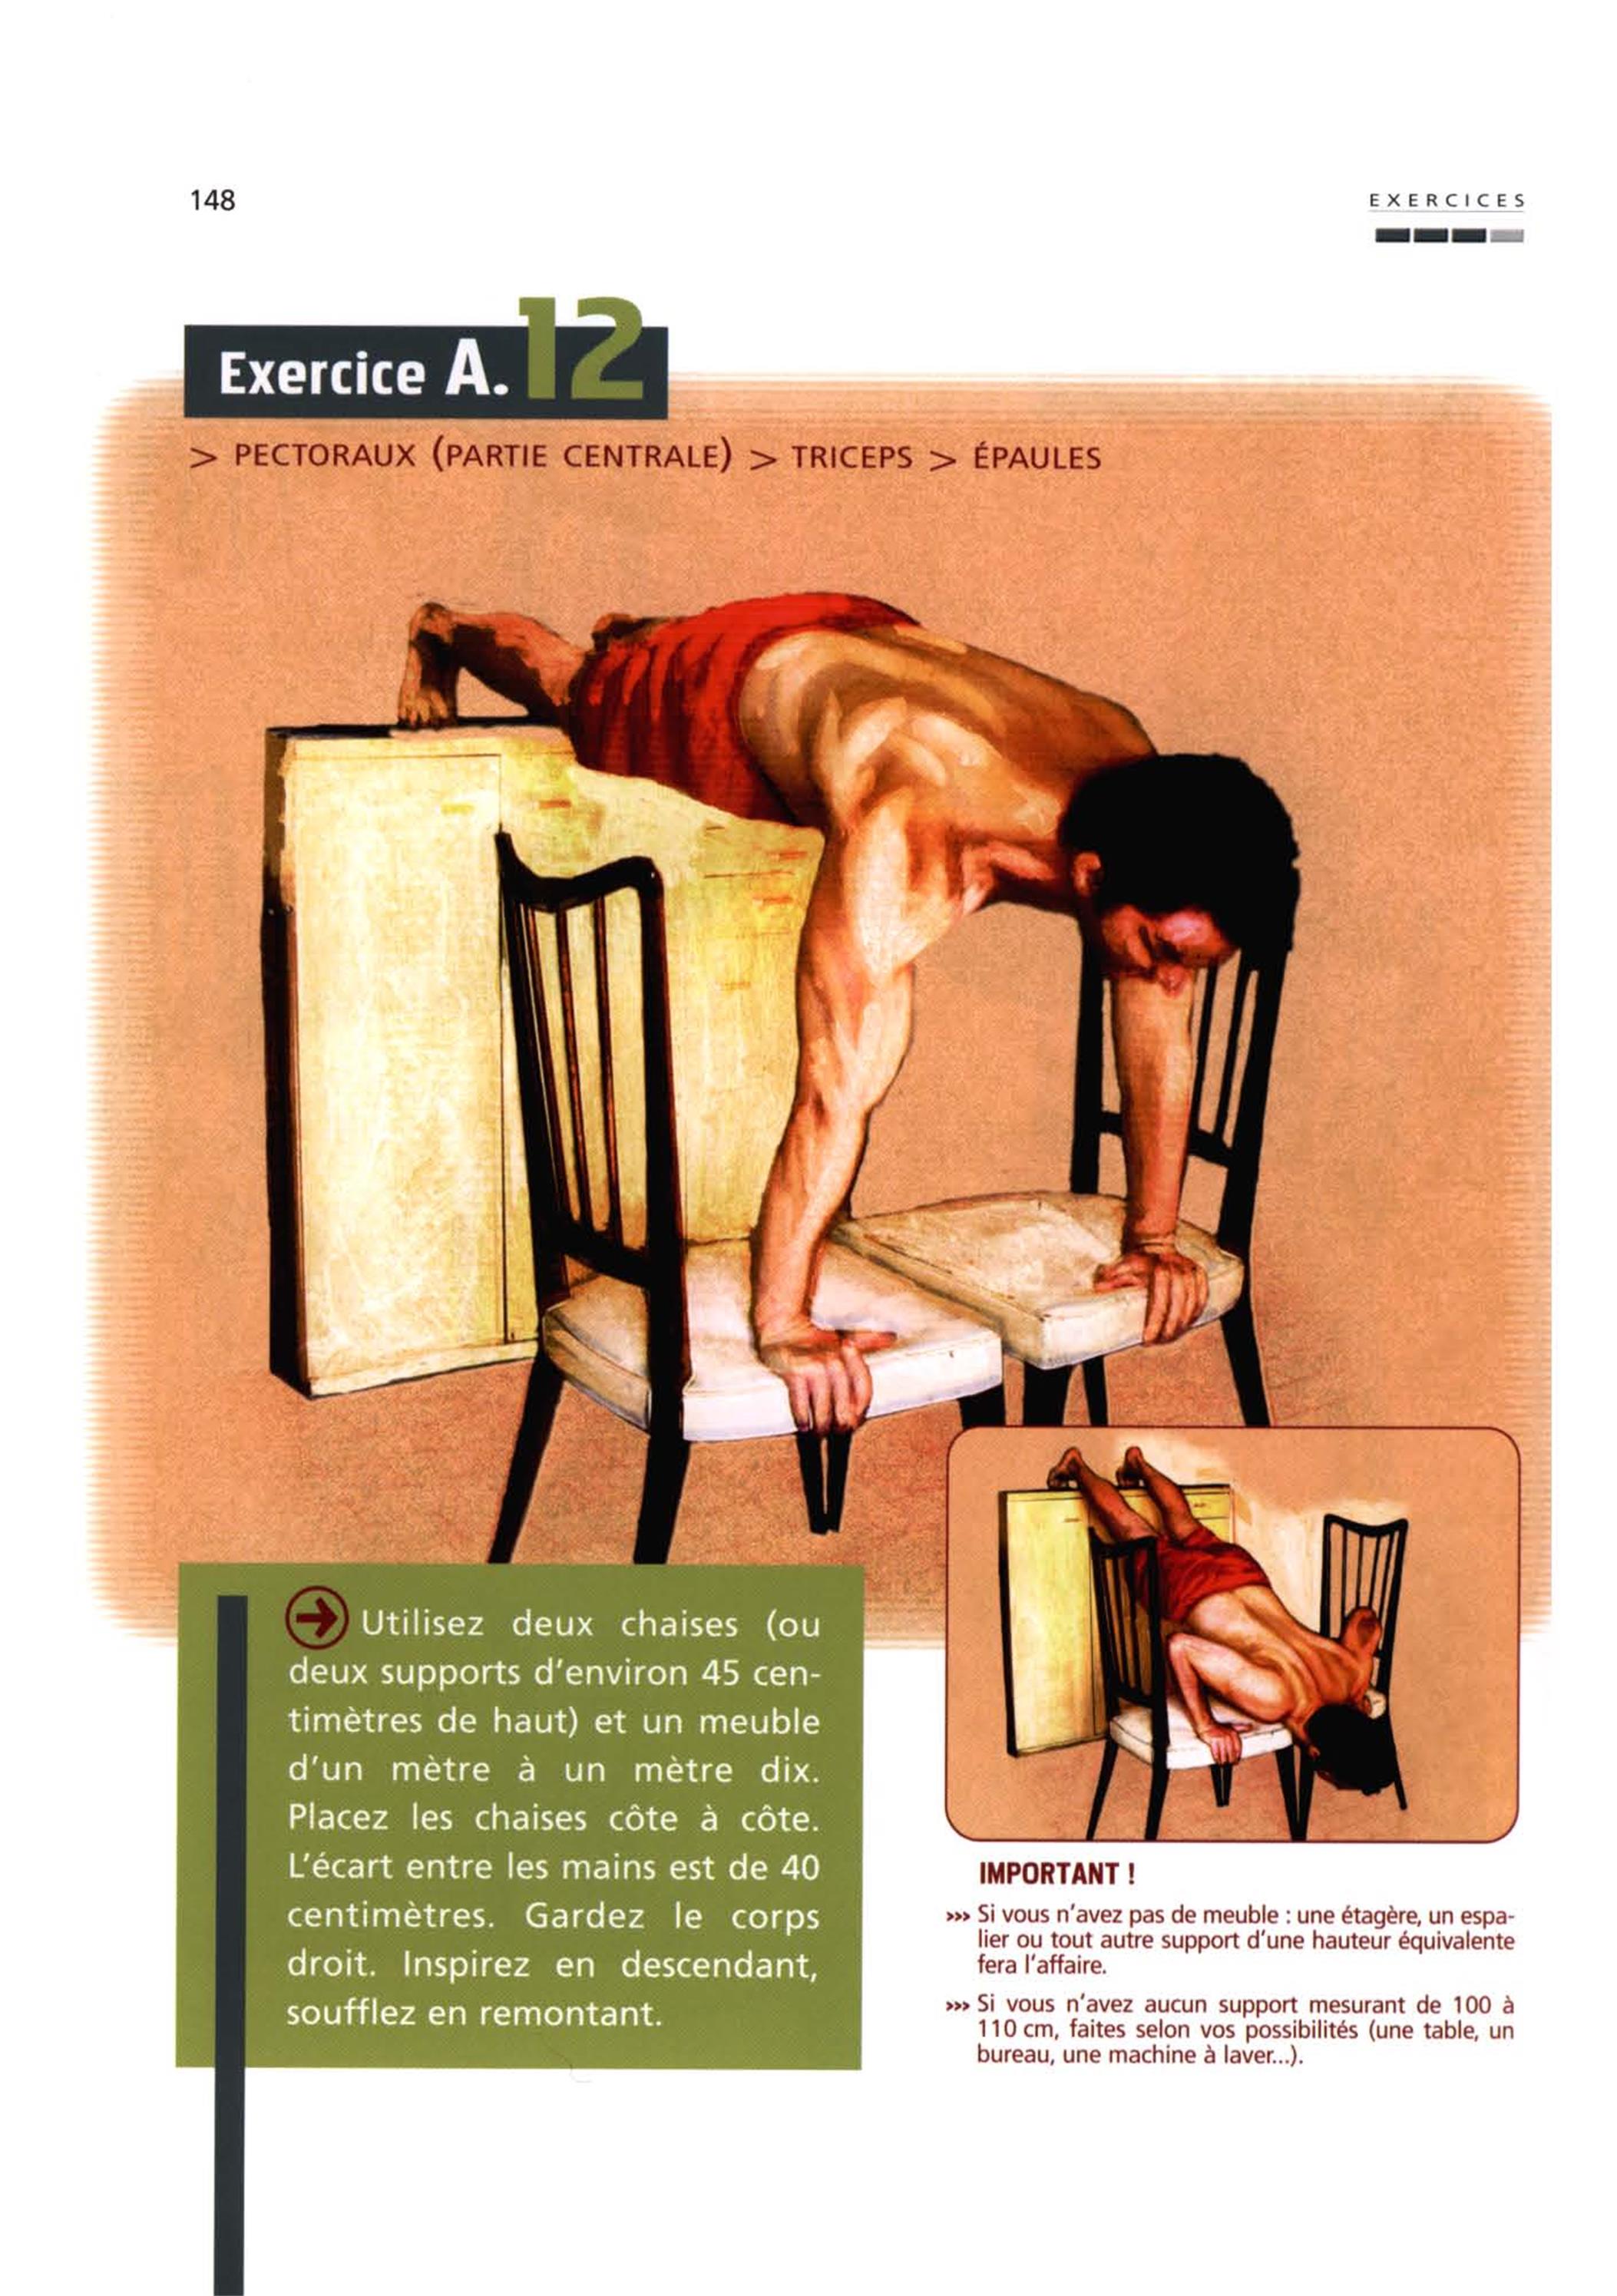 148
EXERCICES
Exercice A.12
> PECTORAUX (PARTIE CENTRALE) > TRICEPS > ÉPAULES
Utilisez deux chaises (ou
deux supports d'environ 45 cen-
timètres de haut) et un meuble
d'un mètre à un mètre dix.
Placez les chaises côte à côte.
L'écart entre les mains est de 40
centimètres. Gardez le corps
droit. Inspirez en descendant,
soufflez en remontant.
IMPORTANT !
»» Si vous n'avez pas de meuble : une étagère, un espa-
lier ou tout autre support d'une hauteur équivalente
fera l'affaire.
»» Si vous n'avez aucun support mesurant de 100 à
110 cm, faites selon vos possibilités (une table, un
bureau, une machine à laver...).